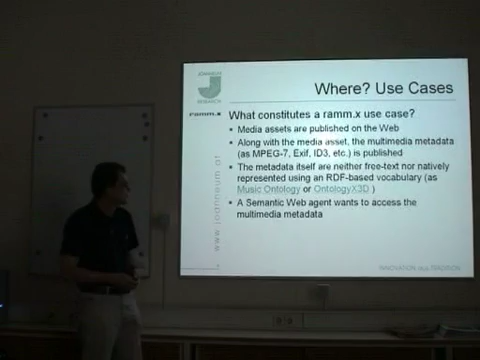 JOANNEUM
RESEARCH
Where? Use Cases
ramm.x
What constitutes a ramm.x use case?
• Media assets are published on the Web
• Along with the media asset, the multimedia metadata
(as MPEG-7, Exif, ID3, etc.) is published
• The metadata itself are neither free-text nor natively
represented using an RDF-based vocabulary (as
Music Ontology or OntologyX3D )
• A Semantic Web agent wants to access the
multimedia metadata
www.joanneum.at
INNOVATION aus TRADITION